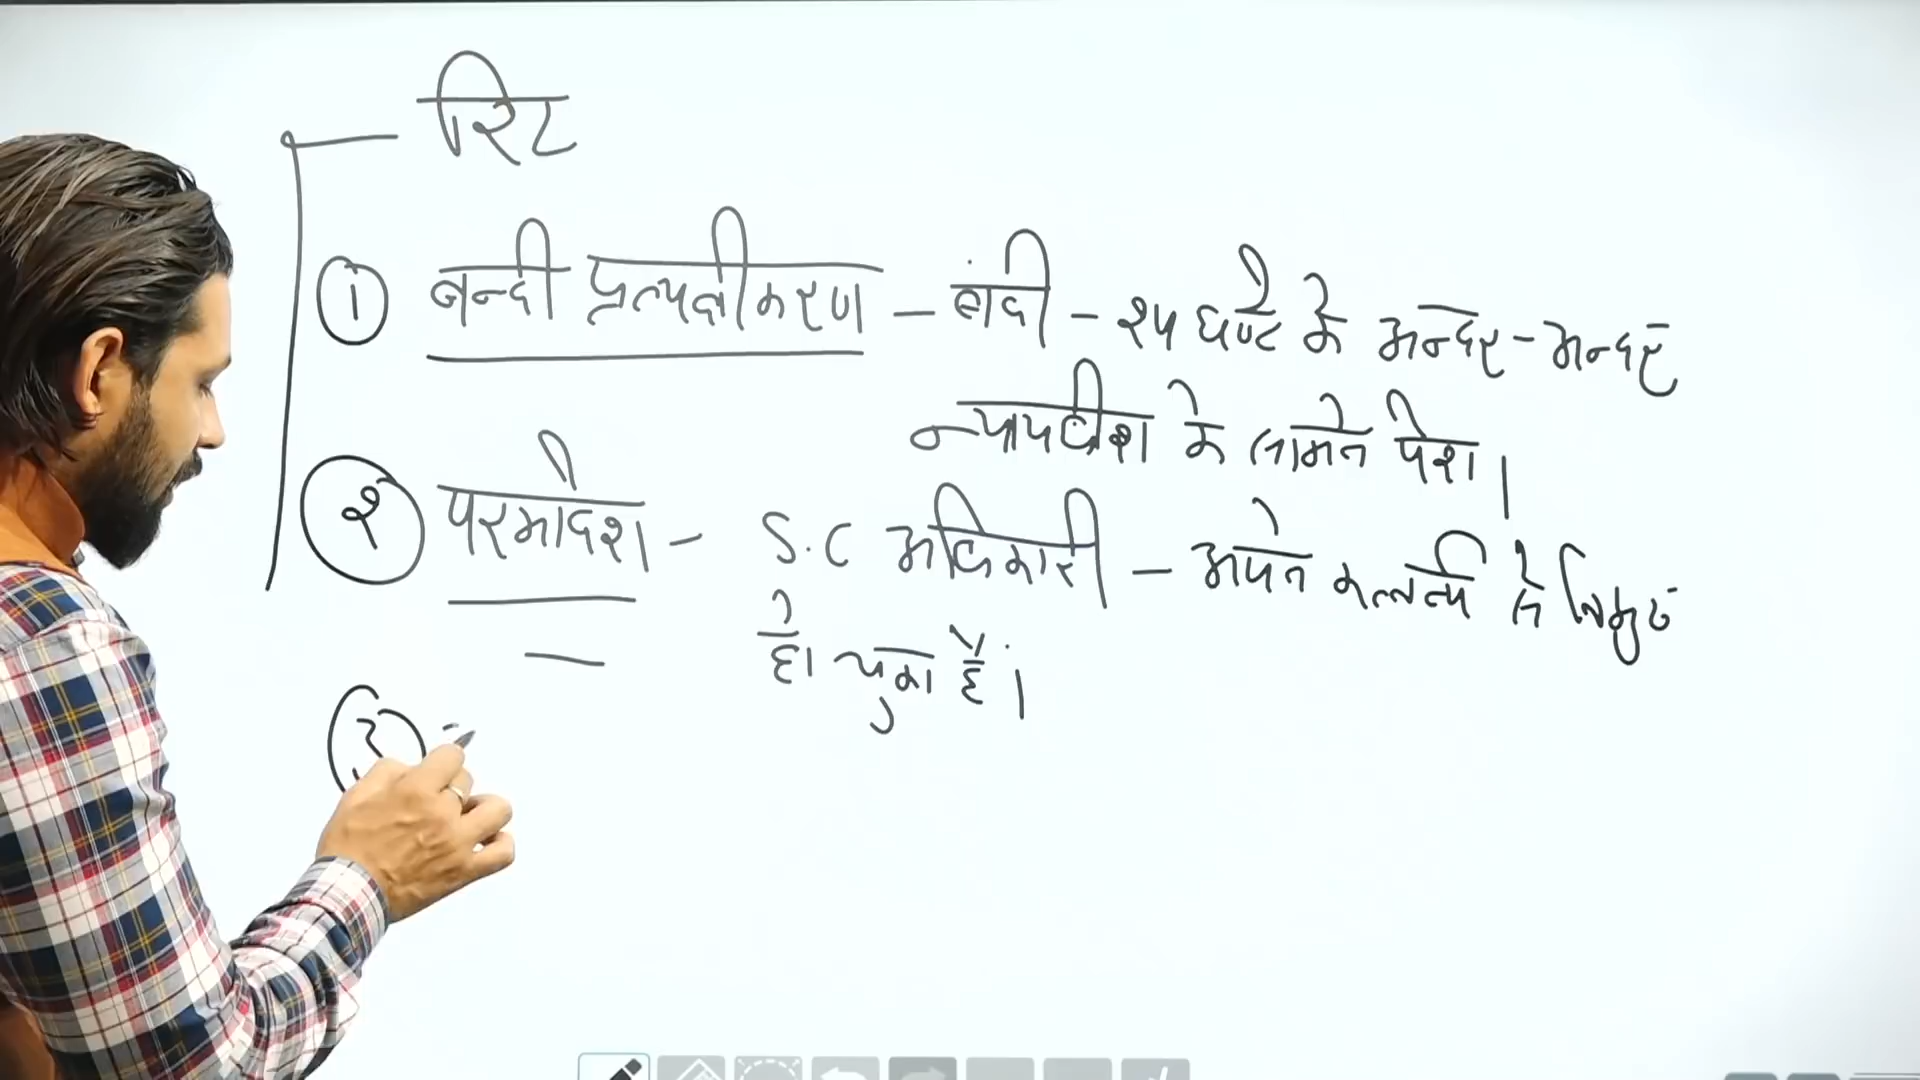 रिट
① बन्दी प्रत्यक्षीकरण – बंदी – २४ घण्टे के अन्दर-अन्दर
न्यायधीश के सामने पेश।
② परमादेश – S.C अधिकारी – अपने कर्त्तव्य से विमुख
हो चुका है।
③